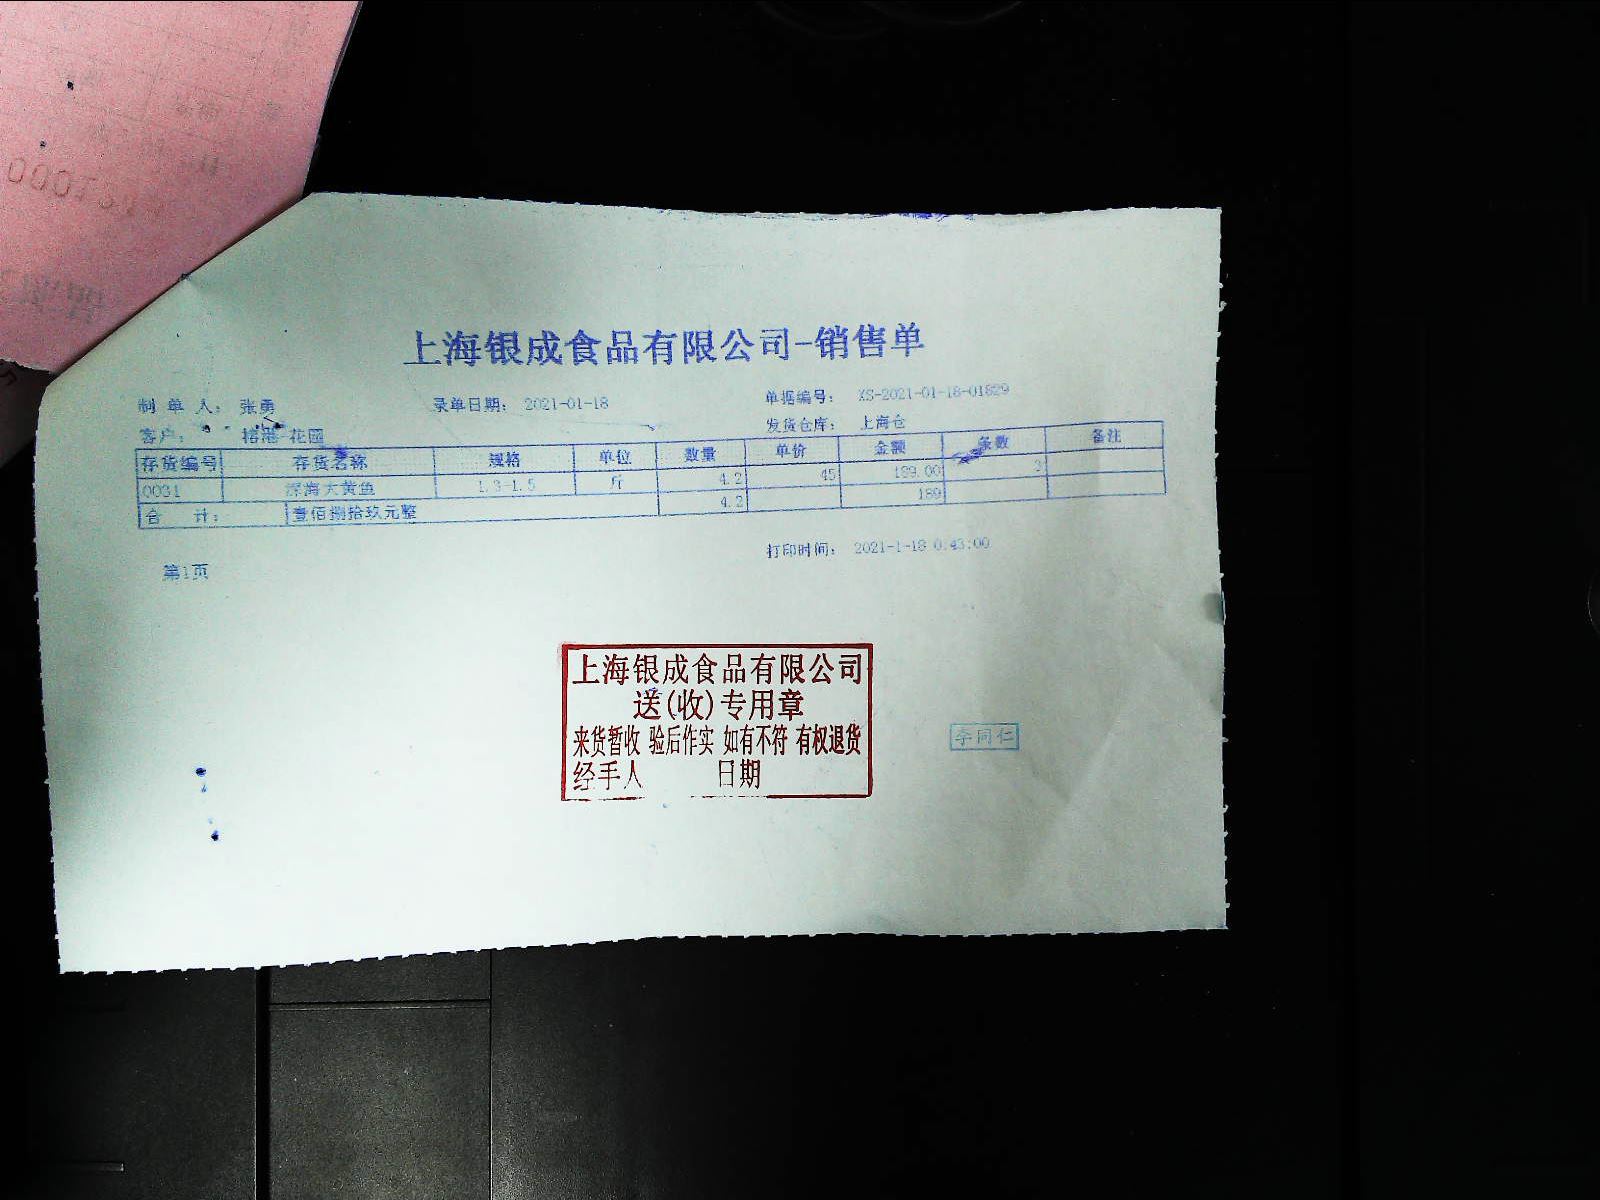 上海银成食品有限公司-销售单
制 单 人： 张勇 录单日期： 2021-01-18 单据编号： XS-2021-01-18-01829
客户： 花园 发货仓库： 上海仓
存货编号 存货名称 规格 单位 数量 单价 金额 条数 备注
0031 深海大黄鱼 1.3-1.5 斤 4.2 45 189.00
合 计： 壹佰捌拾玖元整 4.2 189
打印时间： 2021-1-18 0:43:00
第1页
上海银成食品有限公司
送(收)专用章
来货暂收 验后作实 如有不符 有权退货
经手人 日期
李同仁